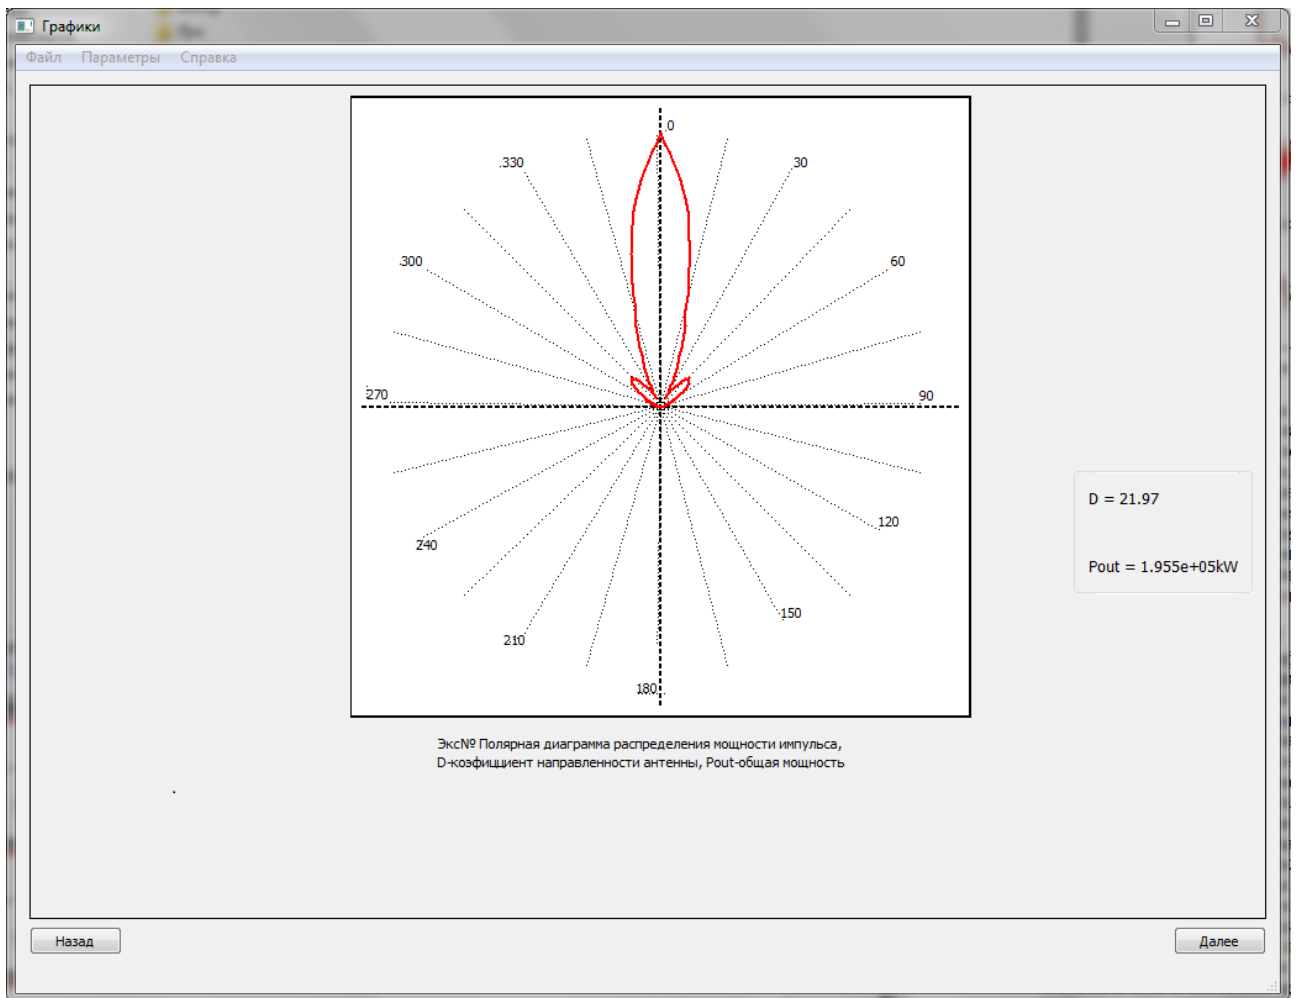 Графики
Файл Параметры Справка
.0
.330
30
.300
60
270
90
240
120
210
.150
180
D = 21.97
Pout = 1.955e+05kW
Экс№ Полярная диаграмма распределения мощности импульса,
D-коэфициент направленности антенны, Pout-общая мощность
Назад
Далее